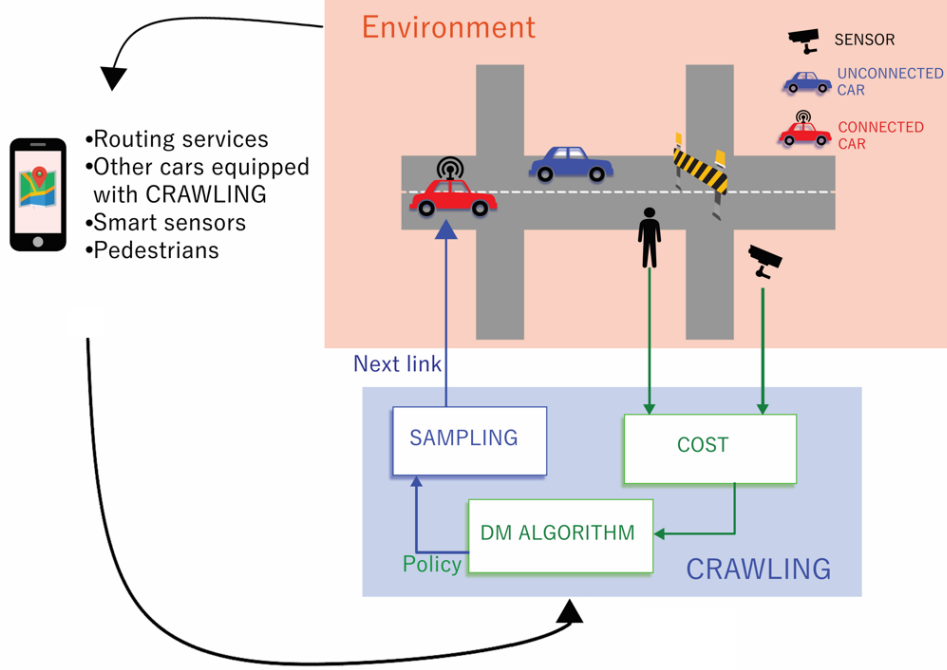 Environment
SENSOR
UNCONNECTED
CAR
CONNECTED
CAR
•Routing services
•Other cars equipped
with CRAWLING
•Smart sensors
•Pedestrians
Next link
SAMPLING
COST
DM ALGORITHM
Policy
CRAWLING